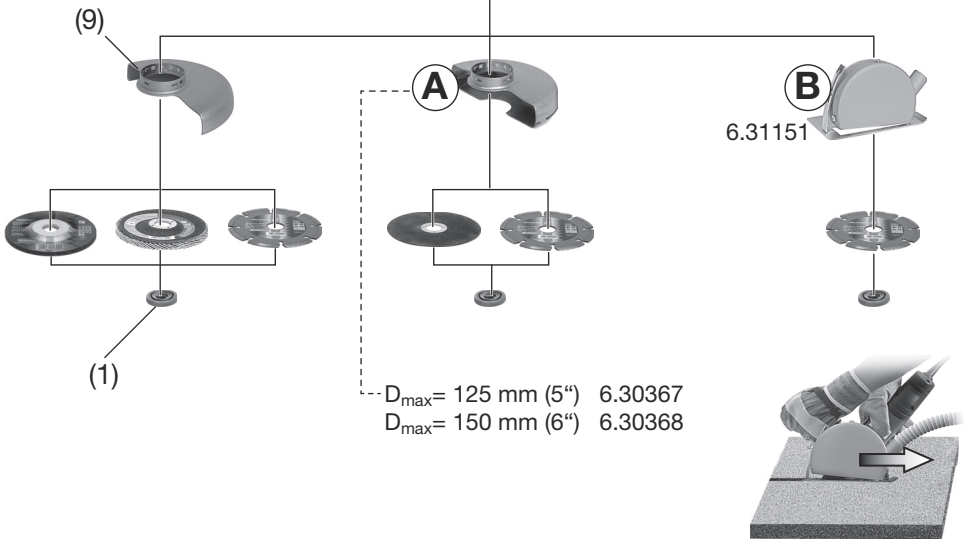 (9)
A
B
6.31151
(1)
Dmax= 125 mm (5“) 6.30367
Dmax= 150 mm (6“) 6.30368